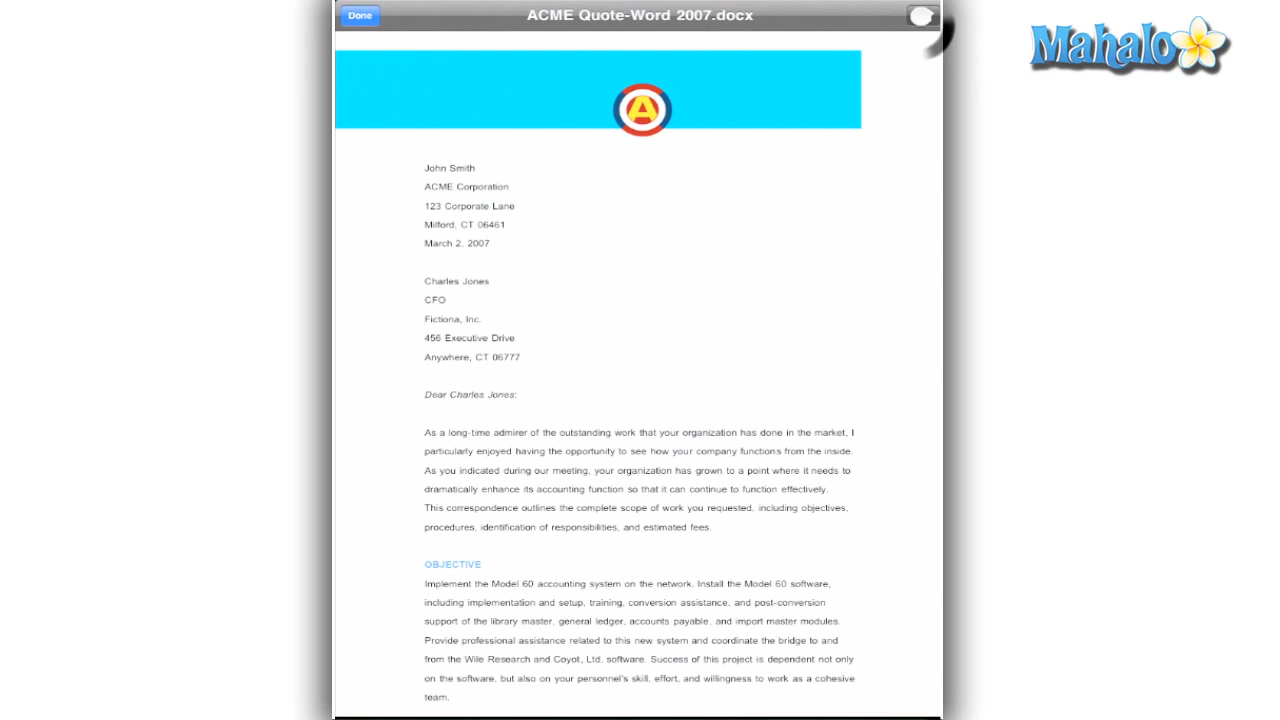 Done
ACME Quote-Word 2007.docx
Mahalo
A
John Smith
ACME Corporation
123 Corporate Lane
Milford, CT 06461
March 2, 2007
Charles Jones
CFO
Fictiona, Inc.
456 Executive Drive
Anywhere, CT 06777
Dear Charles Jones:
As a long-time admirer of the outstanding work that your organization has done in the market, I
particularly enjoyed having the opportunity to see how your company functions from the inside.
As you indicated during our meeting, your organization has grown to a point where it needs to
dramatically enhance its accounting function so that it can continue to function effectively.
This correspondence outlines the complete scope of work you requested, including objectives,
procedures, identification of responsibilities, and estimated fees.
OBJECTIVE
Implement the Model 60 accounting system on the network. Install the Model 60 software,
including implementation and setup, training, conversion assistance, and post-conversion
support of the library master, general ledger, accounts payable, and import master modules.
Provide professional assistance related to this new system and coordinate the bridge to and
from the Wile Research and Coyot, Ltd. software. Success of this project is dependent not only
on the software, but also on your personnel's skill, effort, and willingness to work as a cohesive
team.